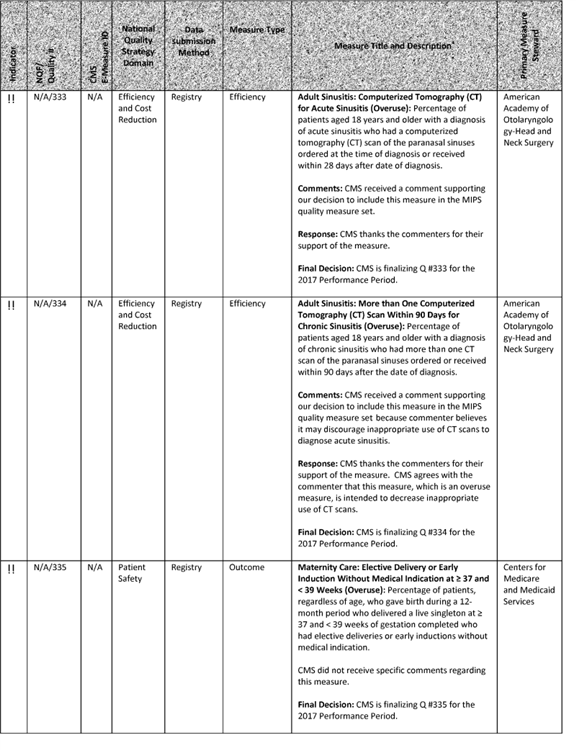 Indicator
NQF/
Quality #
CMS
E-Measure ID
National
Quality
Strategy
Domain
Data
submission
Method
Measure Type
Measure Title and Description
Primary Measure
Steward
!!
N/A/333
N/A
Efficiency
and Cost
Reduction
Registry
Efficiency
Adult Sinusitis: Computerized Tomography (CT)
for Acute Sinusitis (Overuse): Percentage of
patients aged 18 years and older with a diagnosis
of acute sinusitis who had a computerized
tomography (CT) scan of the paranasal sinuses
ordered at the time of diagnosis or received
within 28 days after date of diagnosis.
Comments: CMS received a comment supporting
our decision to include this measure in the MIPS
quality measure set.
Response: CMS thanks the commenters for their
support of the measure.
Final Decision: CMS is finalizing Q #333 for the
2017 Performance Period.
American
Academy of
Otolaryngolo
gy-Head and
Neck Surgery
!!
N/A/334
N/A
Efficiency
and Cost
Reduction
Registry
Efficiency
Adult Sinusitis: More than One Computerized
Tomography (CT) Scan Within 90 Days for
Chronic Sinusitis (Overuse): Percentage of
patients aged 18 years and older with a diagnosis
of chronic sinusitis who had more than one CT
scan of the paranasal sinuses ordered or received
within 90 days after the date of diagnosis.
Comments: CMS received a comment supporting
our decision to include this measure in the MIPS
quality measure set because commenter believes
it may discourage inappropriate use of CT scans to
diagnose acute sinusitis.
Response: CMS thanks the commenters for their
support of the measure.  CMS agrees with the
commenter that this measure, which is an overuse
measure, is intended to decrease inappropriate
use of CT scans.
Final Decision: CMS is finalizing Q #334 for the
2017 Performance Period.
American
Academy of
Otolaryngolo
gy-Head and
Neck Surgery
!!
N/A/335
N/A
Patient
Safety
Registry
Outcome
Maternity Care: Elective Delivery or Early
Induction Without Medical Indication at ≥ 37 and
< 39 Weeks (Overuse): Percentage of patients,
regardless of age, who gave birth during a 12-
month period who delivered a live singleton at ≥
37 and < 39 weeks of gestation completed who
had elective deliveries or early inductions without
medical indication.
CMS did not receive specific comments regarding
this measure.
Final Decision: CMS is finalizing Q #335 for the
2017 Performance Period.
Centers for
Medicare
and Medicaid
Services